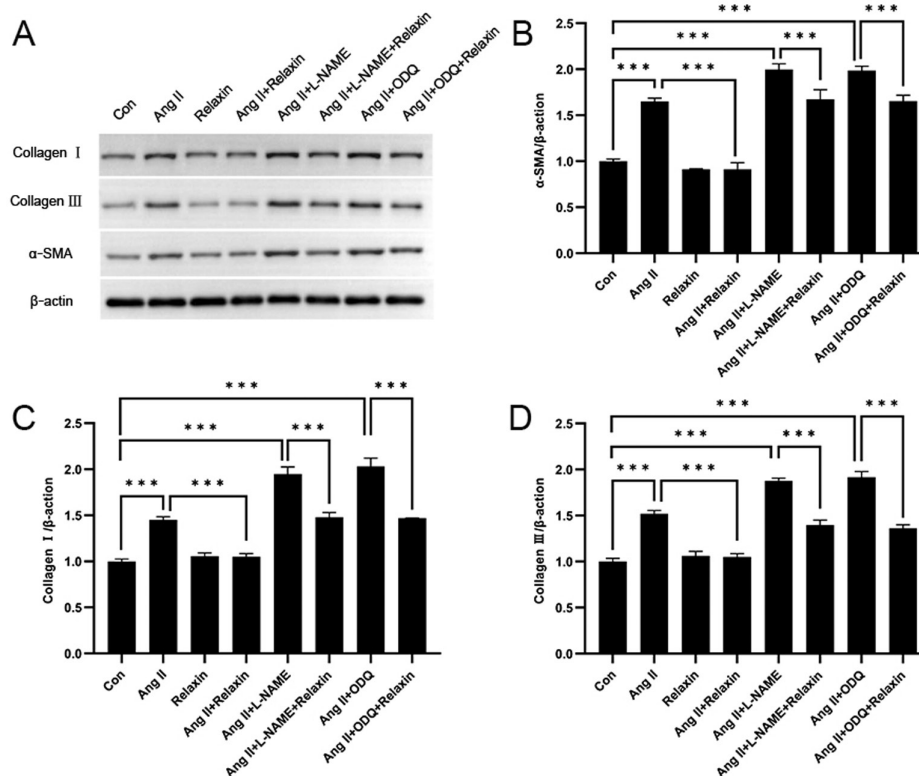 A
Con
Ang II
Relaxin
Ang II+Relaxin
Ang II+L-NAME
Ang II+L-NAME+Relaxin
Ang II+ODQ
Ang II+ODQ+Relaxin
Collagen Ⅰ
Collagen Ⅲ
α-SMA
β-actin
B
α-SMA/β-action
2.5
2.0
1.5
1.0
0.5
0.0
***
***
***
***
***
***
Con
Ang II
Relaxin
Ang II+Relaxin
Ang II+L-NAME
Ang II+L-NAME+Relaxin
Ang II+ODQ
Ang II+ODQ+Relaxin
C
Collagen Ⅰ/β-action
2.5
2.0
1.5
1.0
0.5
0.0
***
***
***
***
***
***
Con
Ang II
Relaxin
Ang II+Relaxin
Ang II+L-NAME
Ang II+L-NAME+Relaxin
Ang II+ODQ
Ang II+ODQ+Relaxin
D
Collagen Ⅲ/β-action
2.5
2.0
1.5
1.0
0.5
0.0
***
***
***
***
***
***
Con
Ang II
Relaxin
Ang II+Relaxin
Ang II+L-NAME
Ang II+L-NAME+Relaxin
Ang II+ODQ
Ang II+ODQ+Relaxin